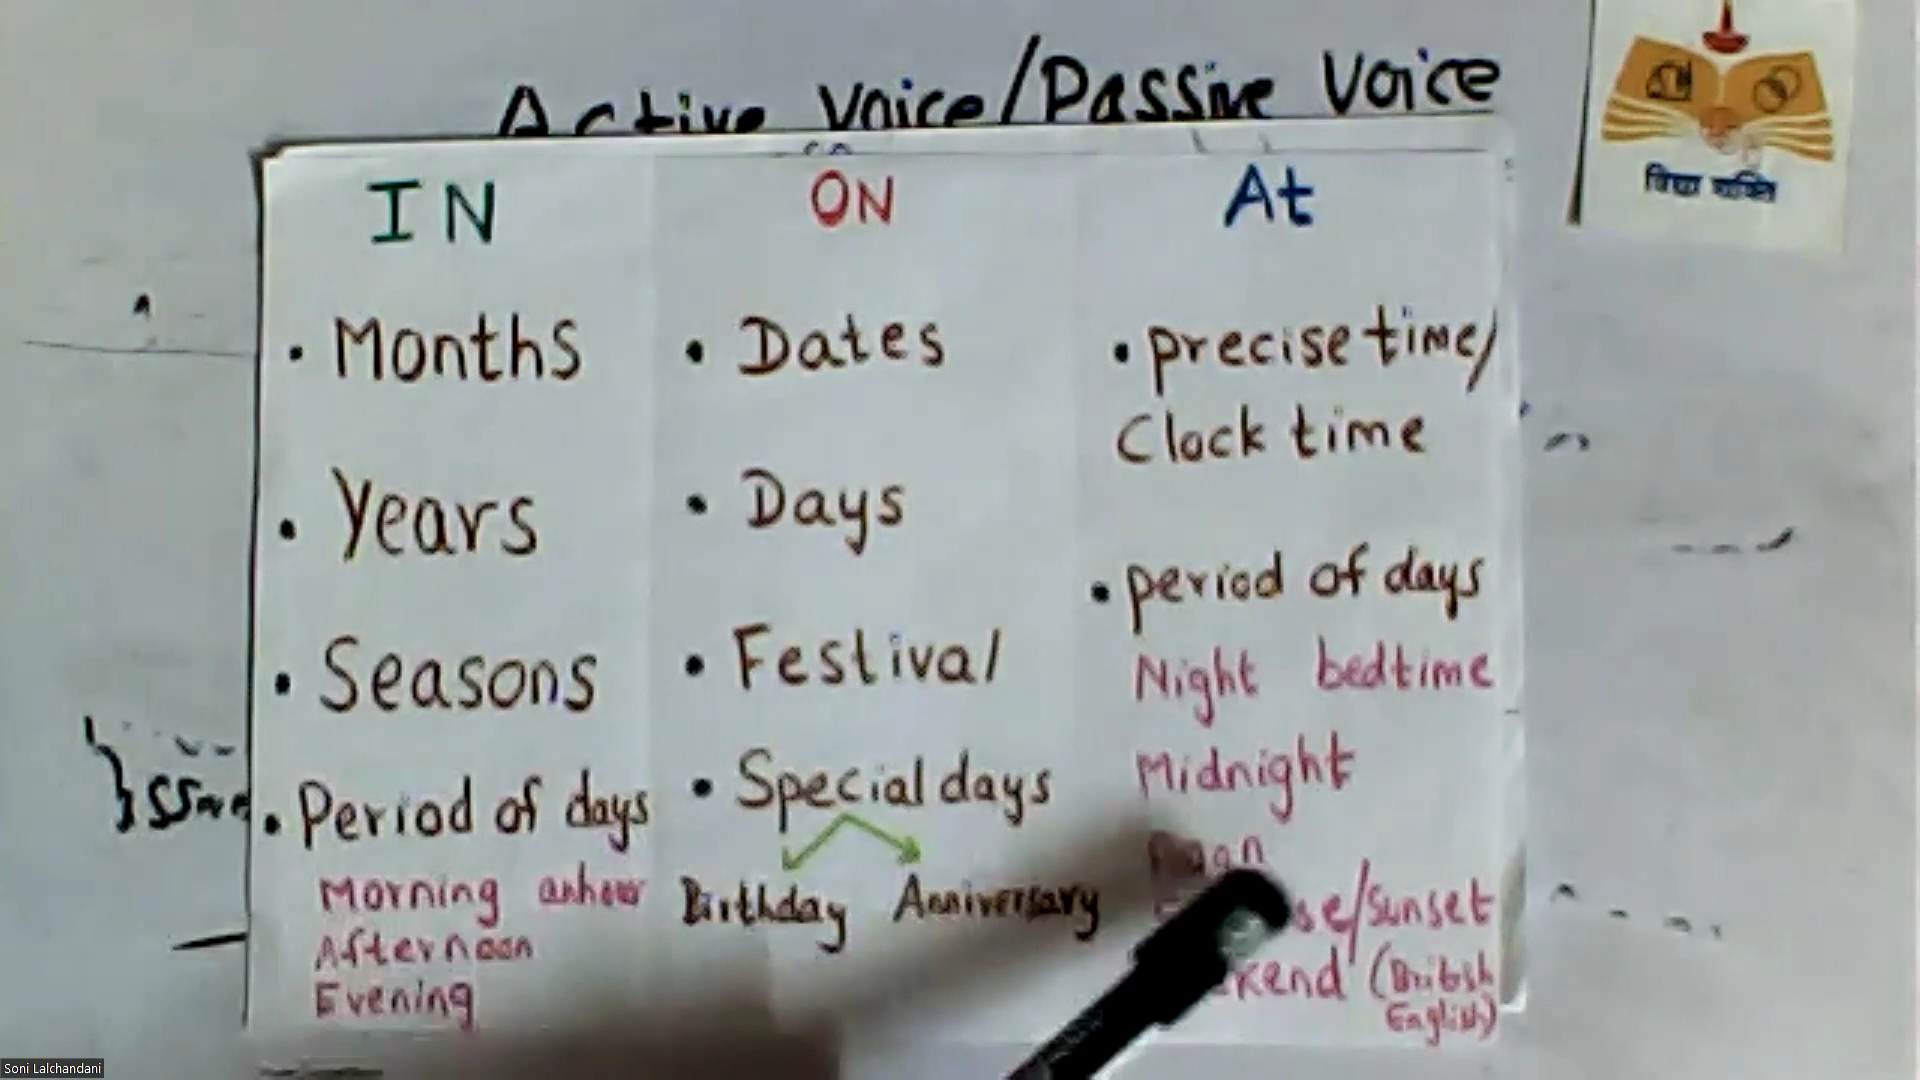 Active Voice/Passive Voice
विद्या शक्ति
IN
• Months
• Years
• Seasons
• Period of days
Morning
Afternoon
Evening
ON
• Dates
• Days
• Festival
• Special days
Birthday Anniversary
At
• precise time/
Clock time
• period of days
Night bedtime
Midnight
/Sunset
(British
English)
Soni Lalchandani